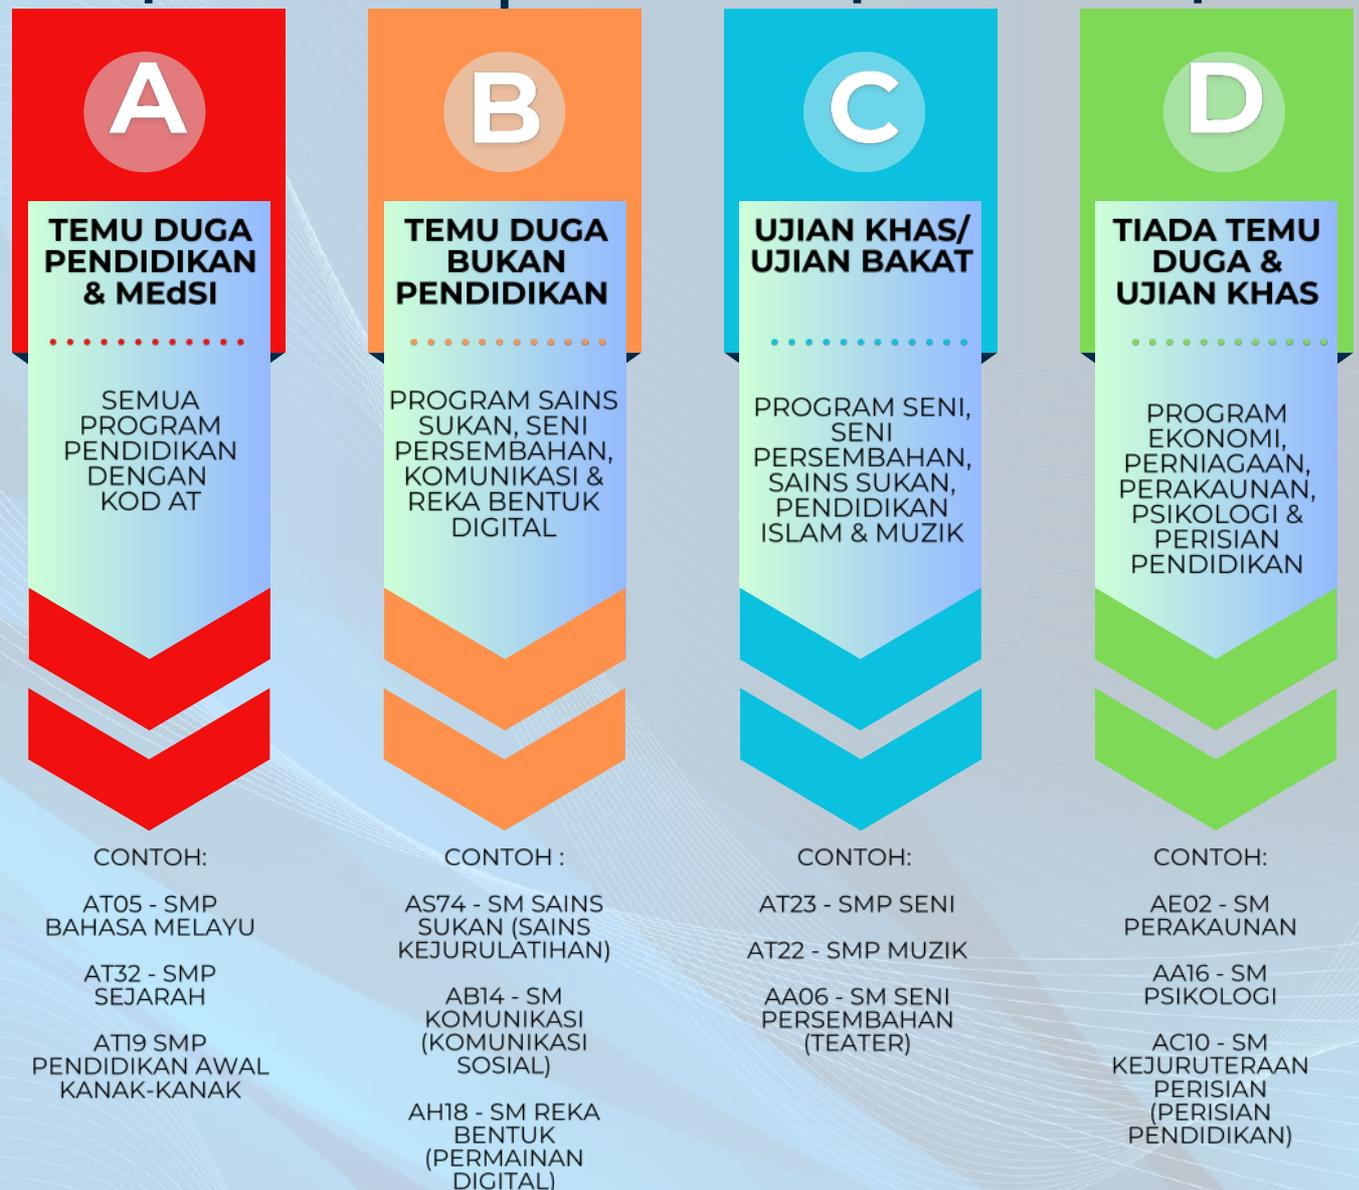 A
TEMU DUGA
PENDIDIKAN
& MEdSI
SEMUA
PROGRAM
PENDIDIKAN
DENGAN
KOD AT
CONTOH:
AT05 - SMP
BAHASA MELAYU
AT32 - SMP
SEJARAH
AT19 SMP
PENDIDIKAN AWAL
KANAK-KANAK
B
TEMU DUGA
BUKAN
PENDIDIKAN
PROGRAM SAINS
SUKAN, SENI
PERSEMBAHAN,
KOMUNIKASI &
REKA BENTUK
DIGITAL
CONTOH :
AS74 - SM SAINS
SUKAN (SAINS
KEJURULATIHAN)
AB14 - SM
KOMUNIKASI
(KOMUNIKASI
SOSIAL)
AH18 - SM REKA
BENTUK
(PERMAINAN
DIGITAL)
C
UJIAN KHAS/
UJIAN BAKAT
PROGRAM SENI,
SENI
PERSEMBAHAN,
SAINS SUKAN,
PENDIDIKAN
ISLAM & MUZIK
CONTOH:
AT23 - SMP SENI
AT22 - SMP MUZIK
AA06 - SM SENI
PERSEMBAHAN
(TEATER)
D
TIADA TEMU
DUGA &
UJIAN KHAS
PROGRAM
EKONOMI,
PERNIAGAAN,
PERAKAUNAN,
PSIKOLOGI &
PERISIAN
PENDIDIKAN
CONTOH:
AE02 - SM
PERAKAUNAN
AA16 - SM
PSIKOLOGI
AC10 - SM
KEJURUTERAAN
PERISIAN
(PERISIAN
PENDIDIKAN)